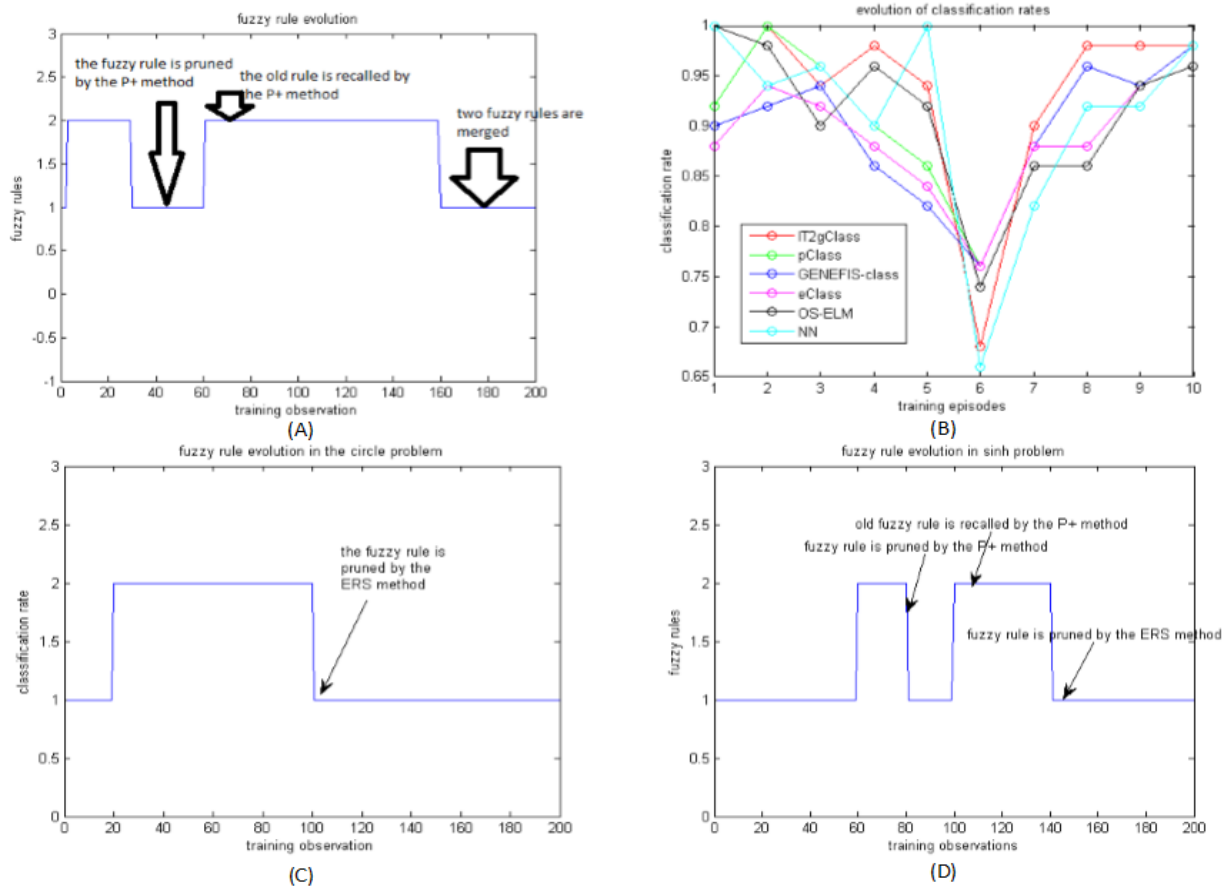 fuzzy rule evolution
3
2.5
2
1.5
1
0.5
0
-0.5
-1
fuzzy rules
the fuzzy rule is pruned
by the P+ method
the old rule is recalled by
the P+ method
two fuzzy rules are
merged
0 20 40 60 80 100 120 140 160 180 200
training observation
(A)
evolution of classification rates
1
0.95
0.9
0.85
0.8
0.75
0.7
0.65
classification rate
IT2gClass
pClass
GENEFIS-class
eClass
OS-ELM
NN
1 2 3 4 5 6 7 8 9 10
training episodes
(B)
fuzzy rule evolution in the circle problem
3
2.5
2
1.5
1
0.5
0
classification rate
the fuzzy rule is
pruned by the
ERS method
0 20 40 60 80 100 120 140 160 180 200
training observation
(C)
fuzzy rule evolution in sinh problem
3
2.5
2
1.5
1
0.5
0
fuzzy rules
old fuzzy rule is recalled by the P+ method
fuzzy rule is pruned by the P+ method
fuzzy rule is pruned by the ERS method
0 20 40 60 80 100 120 140 160 180 200
training observations
(D)